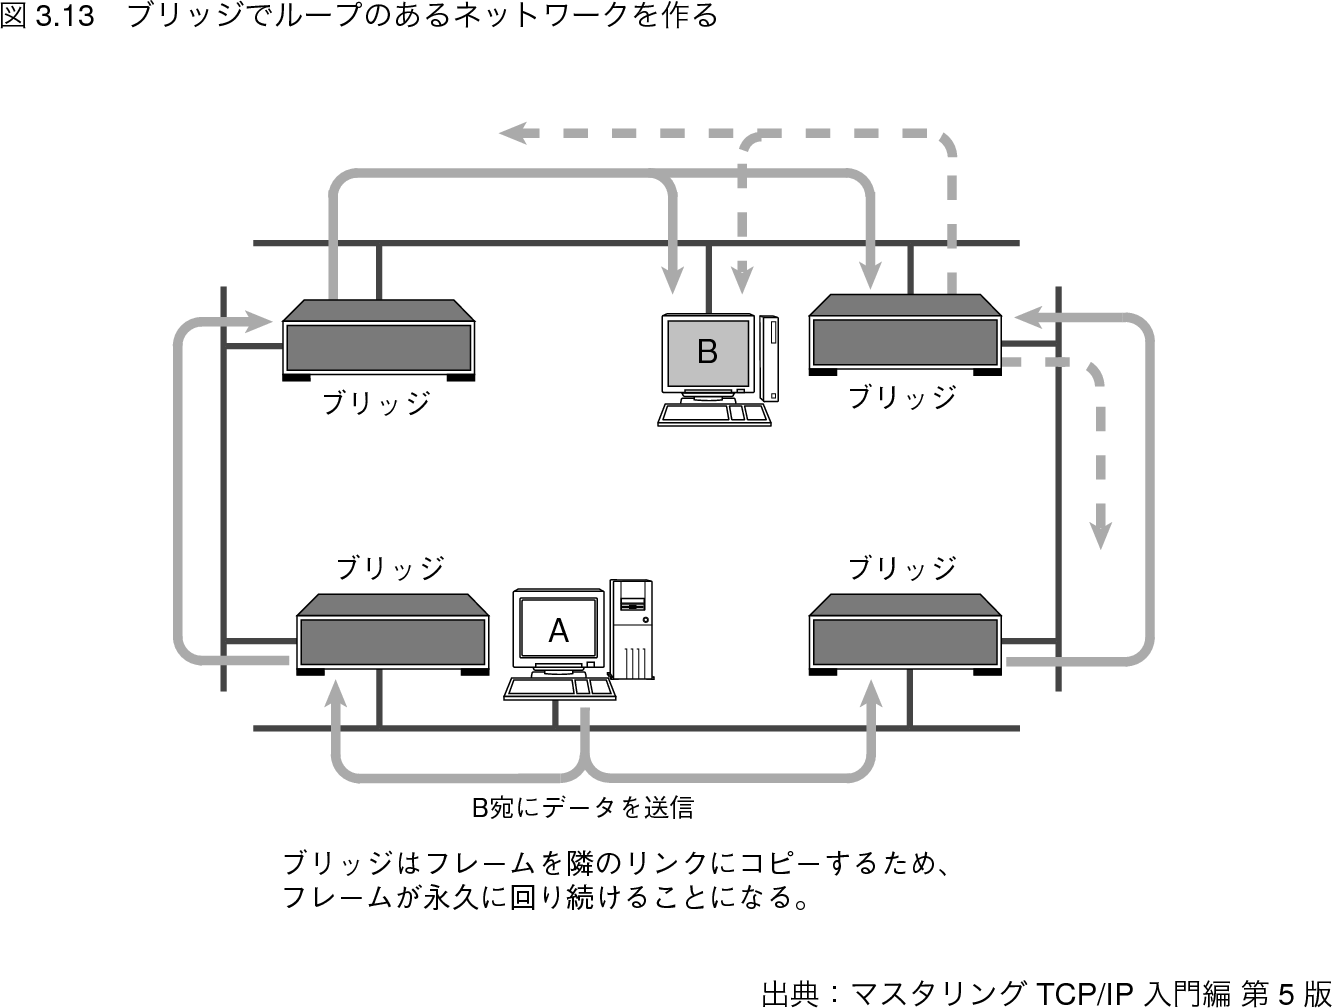 図 3.13　ブリッジでループのあるネットワークを作る
B
ブリッジ
ブリッジ
ブリッジ
ブリッジ
A
B宛にデータを送信
ブリッジはフレームを隣のリンクにコピーするため、
フレームが永久に回り続けることになる。
出典：マスタリング TCP/IP 入門編 第 5 版